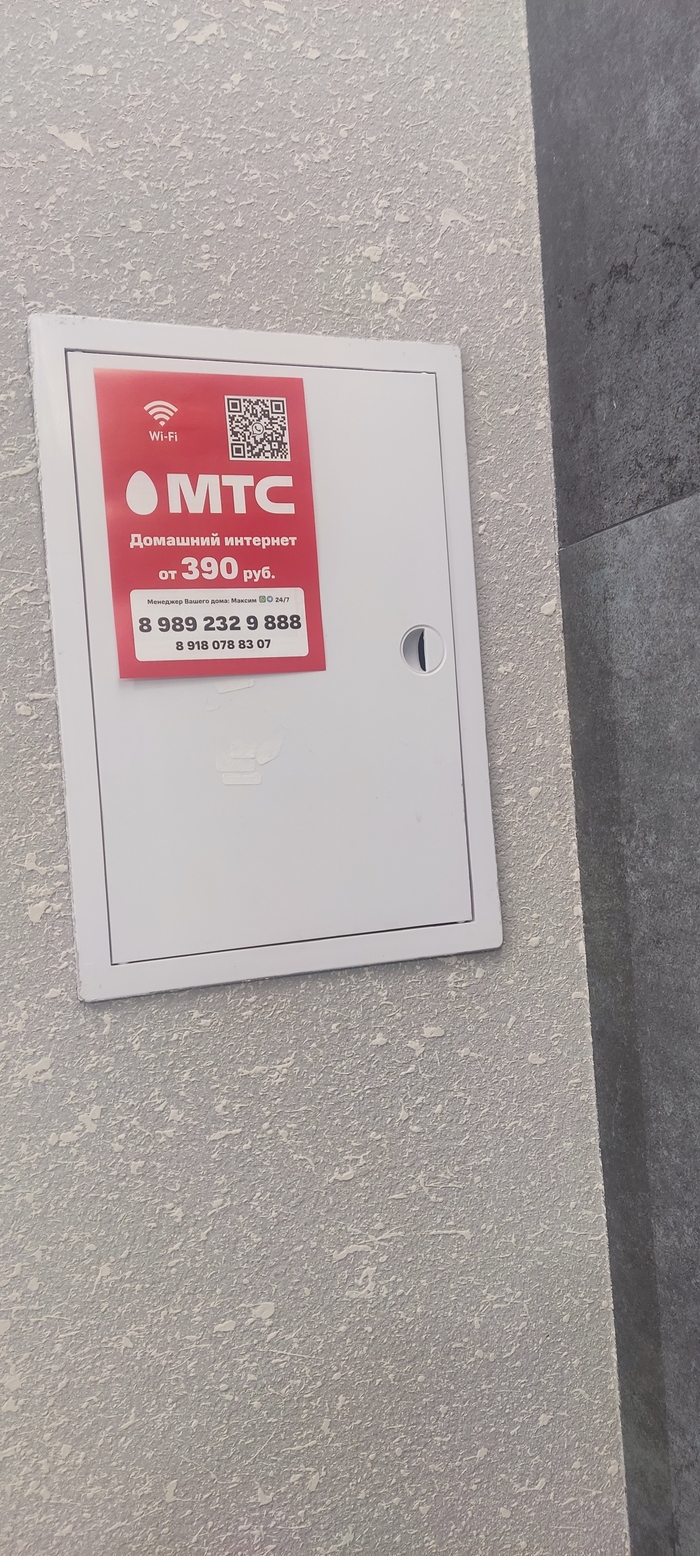 Wi-Fi
МТС
Домашний интернет
от 390 руб.
Менеджер Вашего дома: Максим 24/7
8 989 232 9 888
8 918 078 83 07